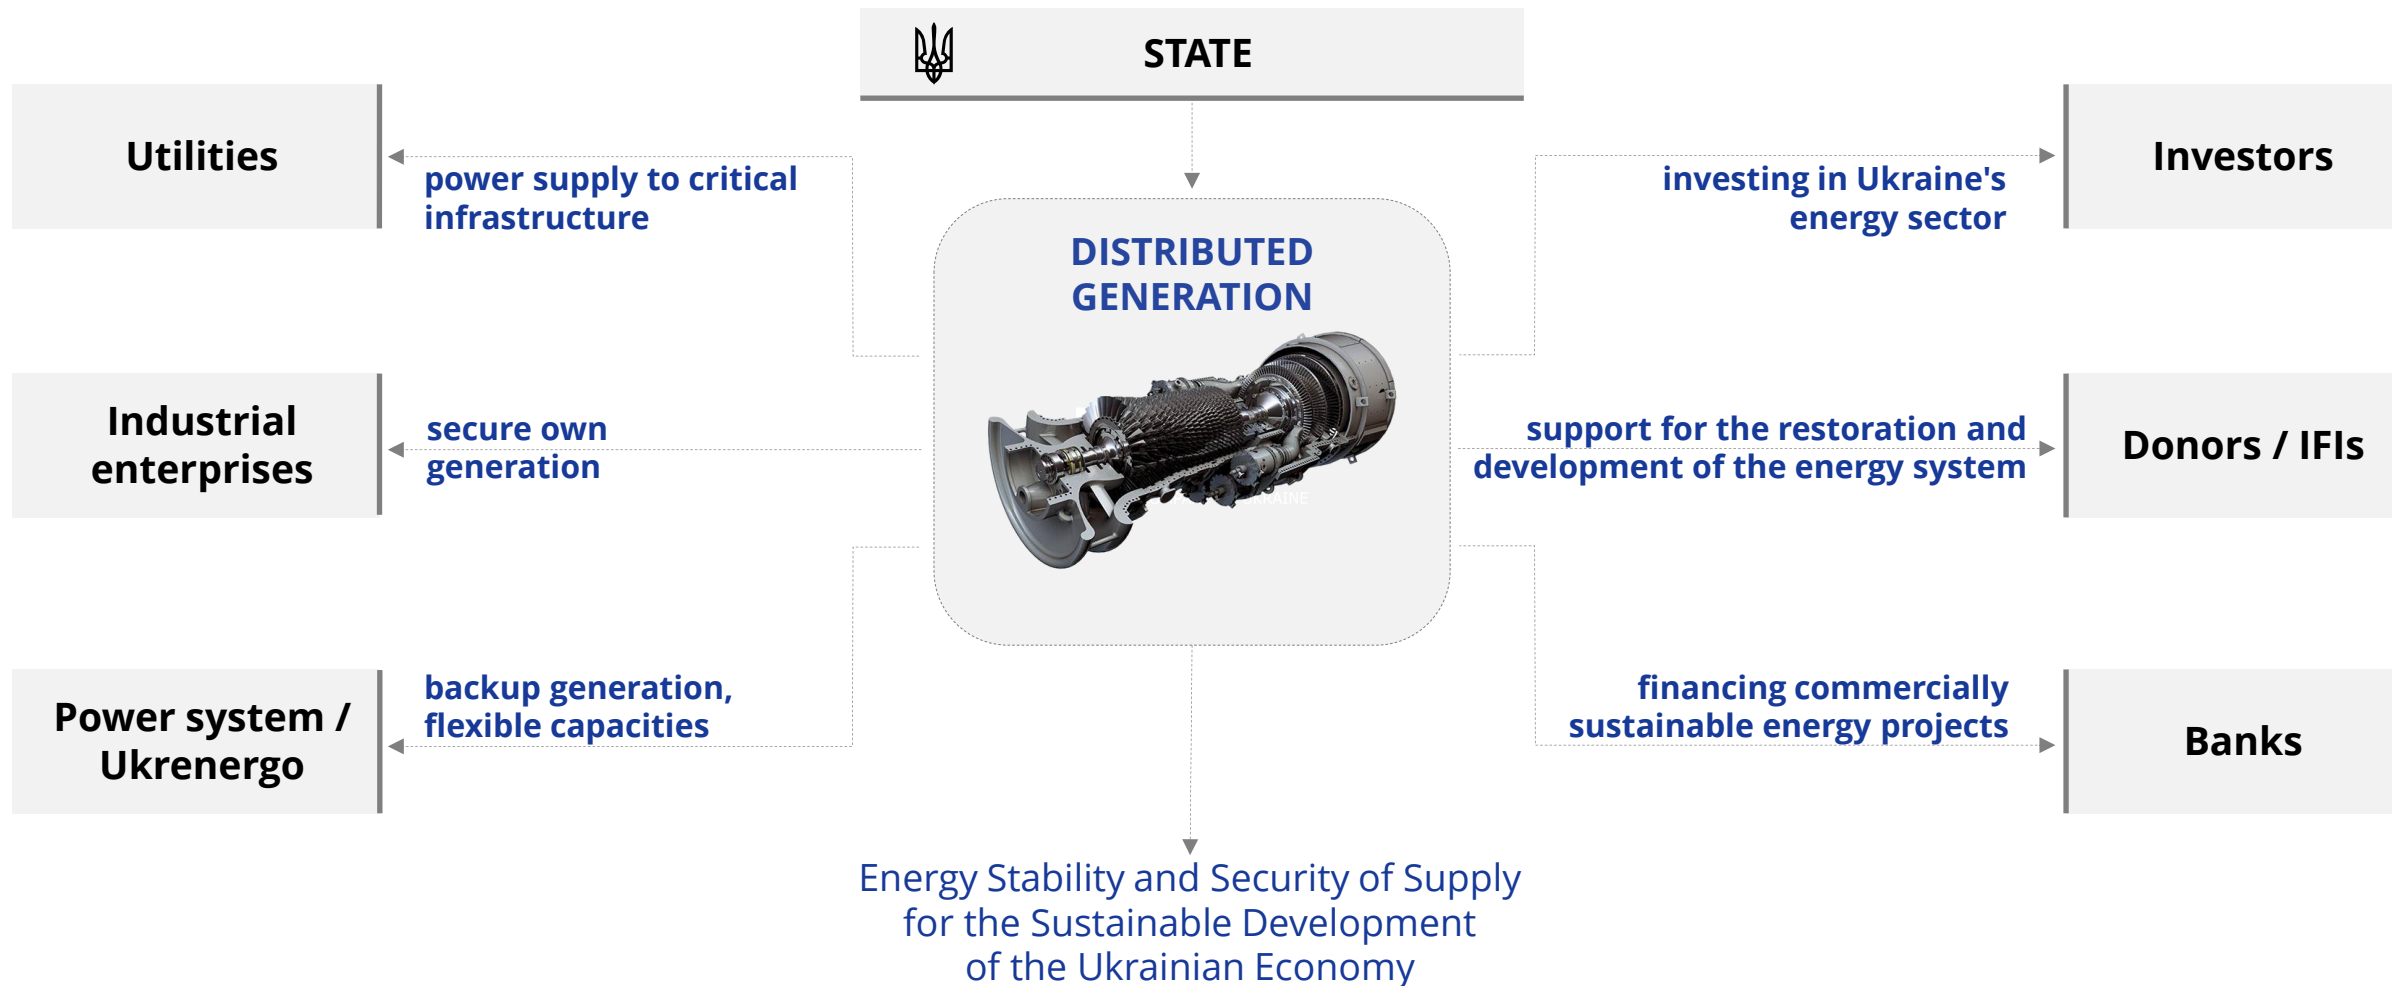 STATE
Utilities
power supply to critical
infrastructure
investing in Ukraine's
energy sector
Investors
DISTRIBUTED
GENERATION
Industrial
enterprises
secure own
generation
support for the restoration and
development of the energy system
Donors / IFIs
Power system /
Ukrenergo
backup generation,
flexible capacities
financing commercially
sustainable energy projects
Banks
Energy Stability and Security of Supply
for the Sustainable Development
of the Ukrainian Economy